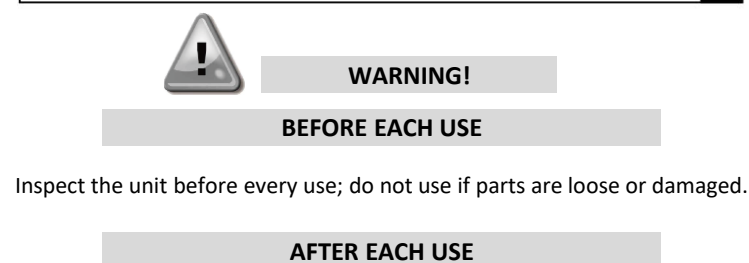 WARNING!
BEFORE EACH USE
Inspect the unit before every use; do not use if parts are loose or damaged.
AFTER EACH USE